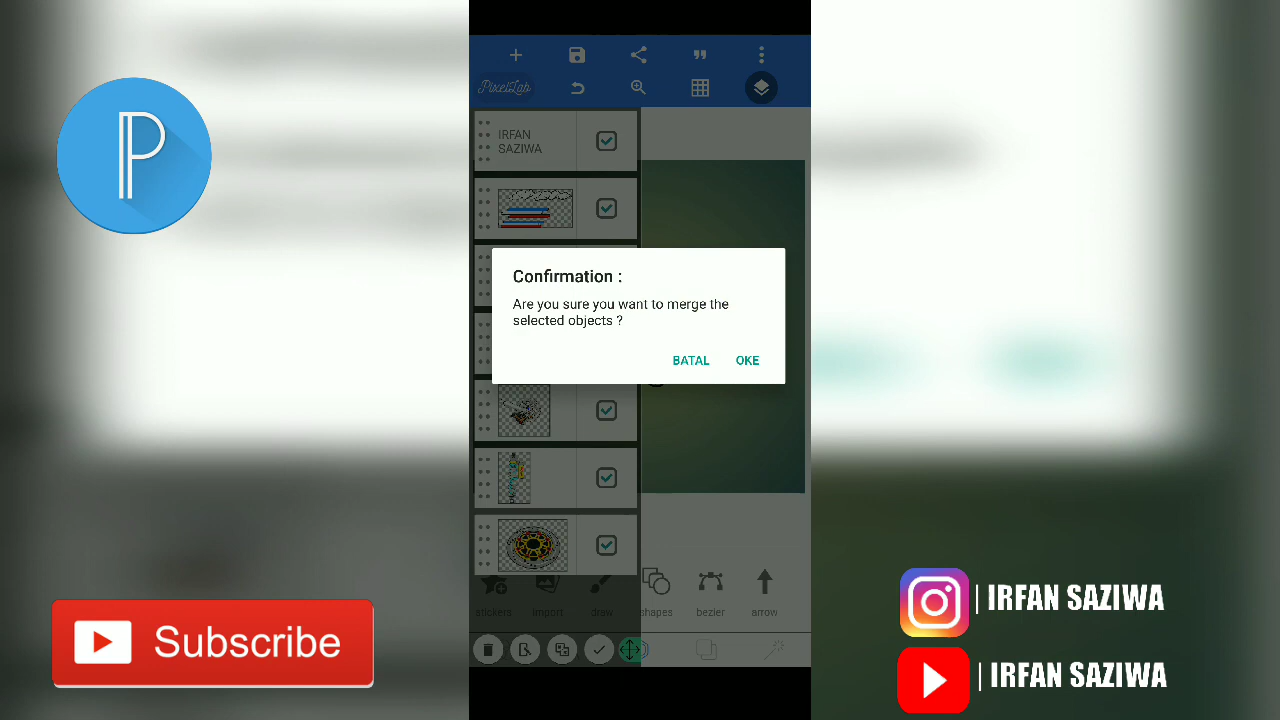 PixelLab
IRFAN
SAZIWA
Confirmation :
Are you sure you want to merge the
selected objects ?
BATAL OKE
stickers import draw shapes bezier arrow
Subscribe
| IRFAN SAZIWA
| IRFAN SAZIWA